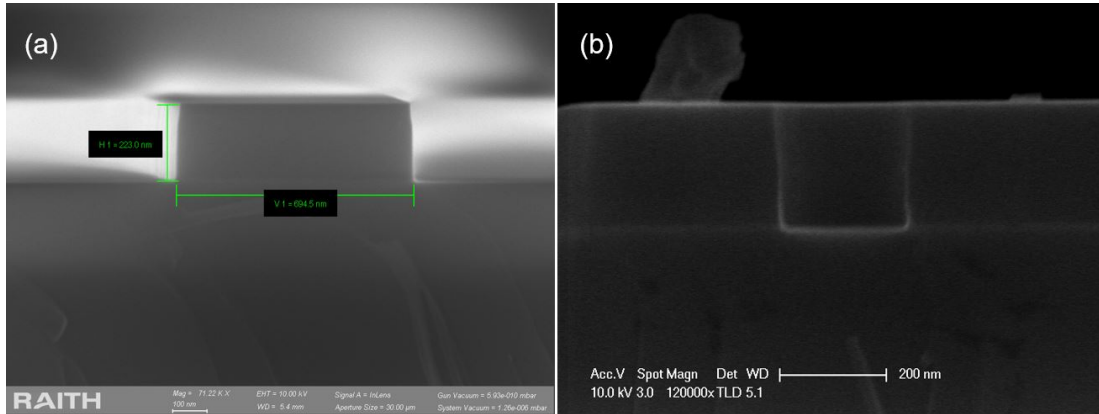 (a)
H 1 = 223.0 nm
V 1 = 694.5 nm
RAITH
Mag = 71.22 K X
100 nm
EHT = 10.00 kV
WD = 5.4 mm
Signal A = InLens
Aperture Size = 30.00 µm
Gun Vacuum = 5.93e-010 mbar
System Vacuum = 1.26e-006 mbar
(b)
Acc.V Spot Magn Det WD
10.0 kV 3.0 120000x TLD 5.1
200 nm